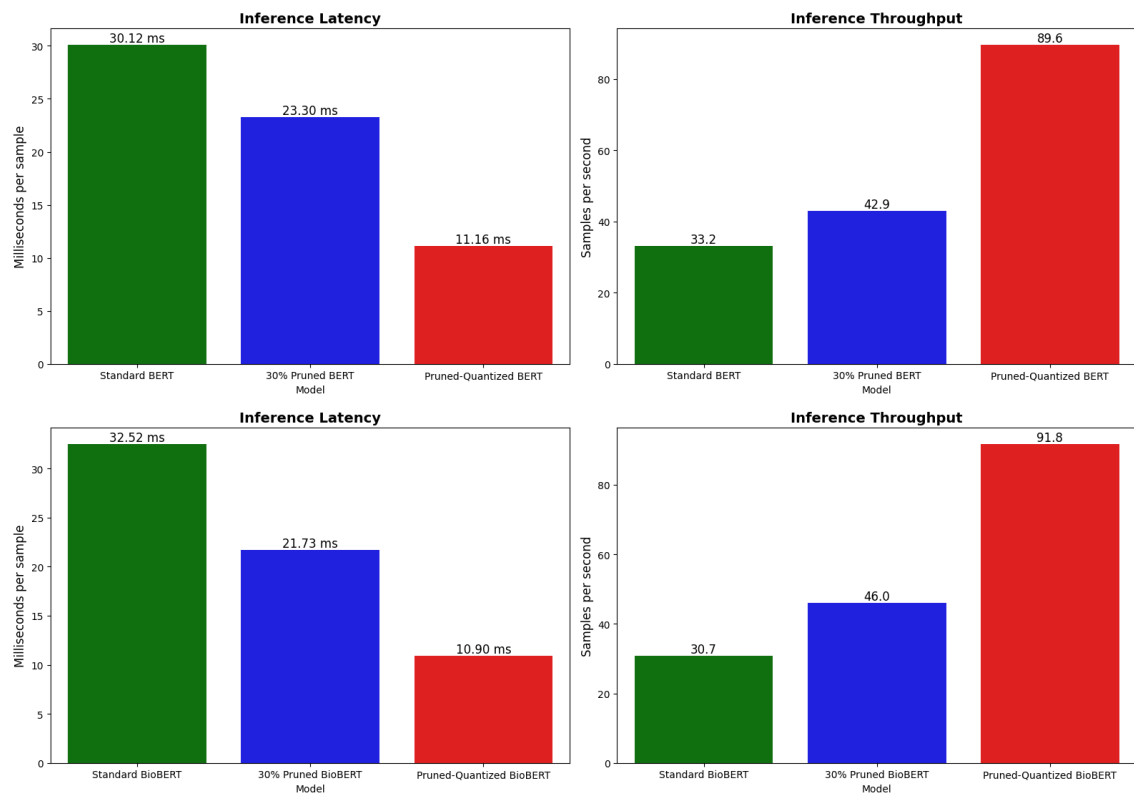 Inference Latency
30.12 ms
23.30 ms
11.16 ms
Milliseconds per sample
30
25
20
15
10
5
0
Standard BERT
30% Pruned BERT
Pruned-Quantized BERT
Model
Inference Throughput
89.6
42.9
33.2
Samples per second
80
60
40
20
0
Standard BERT
30% Pruned BERT
Pruned-Quantized BERT
Model
Inference Latency
32.52 ms
21.73 ms
10.90 ms
Milliseconds per sample
30
25
20
15
10
5
0
Standard BioBERT
30% Pruned BioBERT
Pruned-Quantized BioBERT
Model
Inference Throughput
91.8
46.0
30.7
Samples per second
80
60
40
20
0
Standard BioBERT
30% Pruned BioBERT
Pruned-Quantized BioBERT
Model